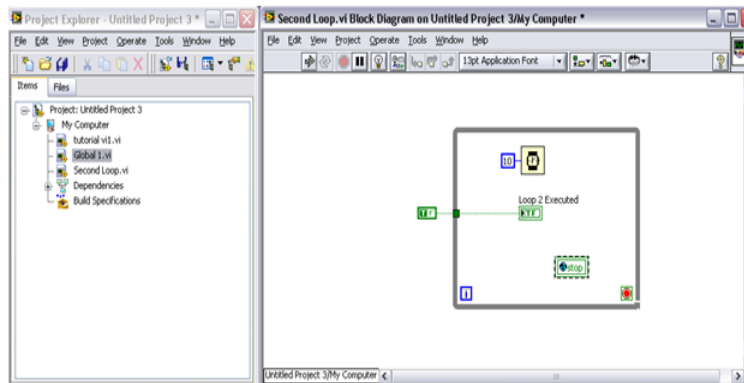 Project Explorer - Untitled Project 3 *
File Edit View Project Operate Tools Window Help
Items Files
Project: Untitled Project 3
My Computer
tutorial vi1.vi
Global 1.vi
Second Loop.vi
Dependencies
Build Specifications
Second Loop.vi Block Diagram on Untitled Project 3/My Computer *
File Edit View Project Operate Tools Window Help
13pt Application Font
10
Loop 2 Executed
TF
TF
stop
i
Untitled Project 3/My Computer